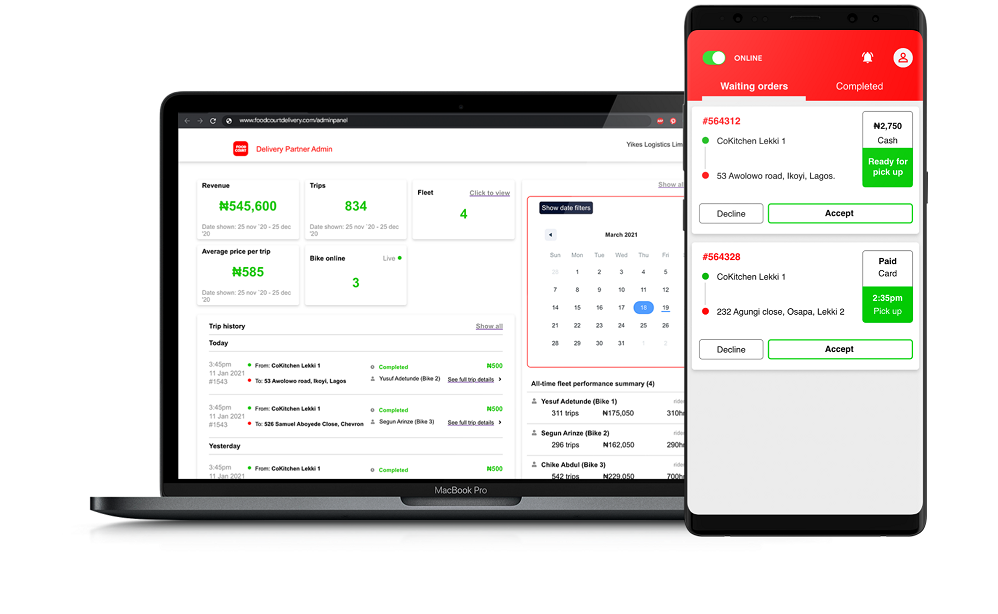 www.foodcourtdelivery.com/adminpanel
FOOD
COURT
Delivery Partner Admin
Yikes Logistics Lim
Revenue
₦545,600
Date shown: 25 nov `20 - 25 dec
'20
Trips
834
Date shown: 25 nov `20 - 25 dec
'20
Fleet
Click to view
4
Average price per trip
₦585
Date shown: 25 nov `20 - 25 dec
'20
Bike online
Live
3
Trip history
Show all
Today
3:45pm
11 Jan 2021
#1543
From: CoKitchen Lekki 1
To: 53 Awolowo road, Ikoyi, Lagos
Completed
Yusuf Adetunde (Bike 2)
₦500
See full trip details
3:45pm
11 Jan 2021
#1543
From: CoKitchen Lekki 1
To: 526 Samuel Aboyede Close, Chevron
Completed
Segun Arinze (Bike 3)
₦500
See full trip details
Yesterday
3:45pm
11 Jan 2021
From: CoKitchen Lekki 1
Completed
₦500
Show al
Show date filters
March 2021
Sun Mon Tue Wed Thu Fri
28 1 2 3 4 5
7 8 9 10 11 12
14 15 16 17 18 19
21 22 23 24 25 26
28 29 30 31 1 2
All-time fleet performance summary (4)
Yesuf Adetunde (Bike 1)
ride
311 trips ₦175,050 310h
Segun Arinze (Bike 2)
ride
296 trips ₦162,050 290h
Chike Abdul (Bike 3)
ride
542 trips ₦229,050 700h
MacBook Pro
ONLINE
Waiting orders
Completed
#564312
CoKitchen Lekki 1
53 Awolowo road, Ikoyi, Lagos.
₦2,750
Cash
Ready for
pick up
Decline
Accept
#564328
CoKitchen Lekki 1
232 Agungi close, Osapa, Lekki 2
Paid
Card
2:35pm
Pick up
Decline
Accept